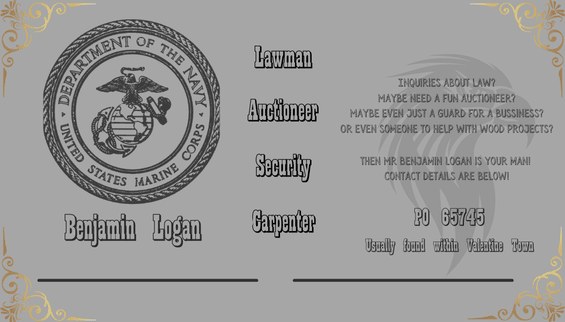 DEPARTMENT OF THE NAVY
UNITED STATES MARINE CORPS
Benjamin Logan
Lawman
Auctioneer
Security
Carpenter
INQUIRIES ABOUT LAW?
MAYBE NEED A FUN AUCTIONEER?
MAYBE EVEN JUST A GUARD FOR A BUSSINESS?
OR EVEN SOMEONE TO HELP WITH WOOD PROJECTS?
THEN MR BENJAMIN LOGAN IS YOUR MAN!
CONTACT DETAILS ARE BELOW!
PO 65745
Usually found within Valentine Town